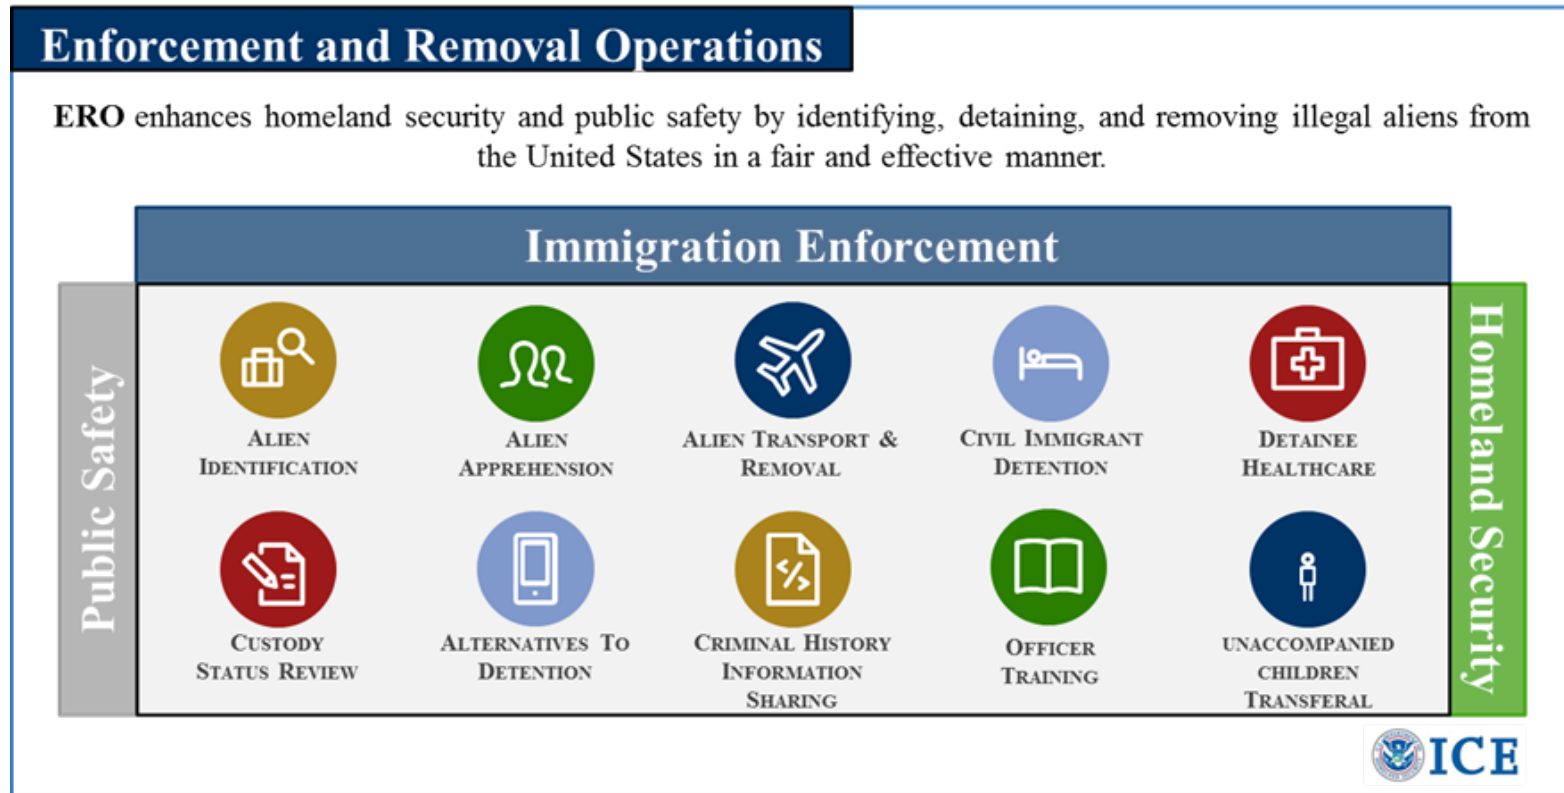 Enforcement and Removal Operations
ERO enhances homeland security and public safety by identifying, detaining, and removing illegal aliens from
the United States in a fair and effective manner.
Immigration Enforcement
Public Safety
Homeland Security
ALIEN
IDENTIFICATION
ALIEN
APPREHENSION
ALIEN TRANSPORT &
REMOVAL
CIVIL IMMIGRANT
DETENTION
DETAINEE
HEALTHCARE
CUSTODY
STATUS REVIEW
ALTERNATIVES TO
DETENTION
CRIMINAL HISTORY
INFORMATION
SHARING
OFFICER
TRAINING
UNACCOMPANIED
CHILDREN
TRANSFERAL
ICE